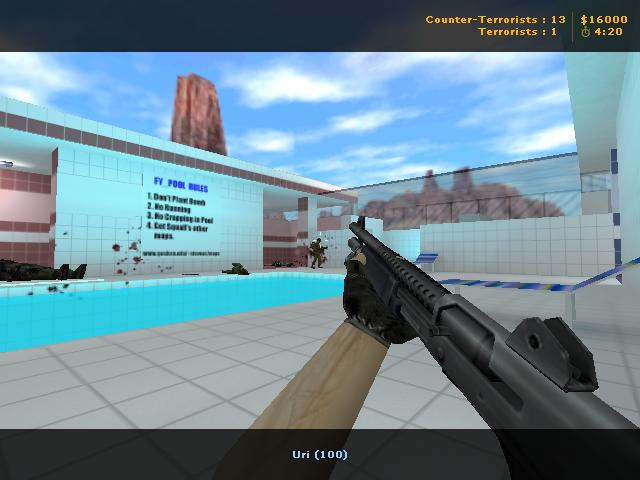 Counter-Terrorists : 13 $16000
Terrorists : 1 4:20
FY_POOL RULES
1. Don't Plant Bomb
2. No Running
3. No Crapping in Pool
4. Get Squall's other
maps.
Uri (100)